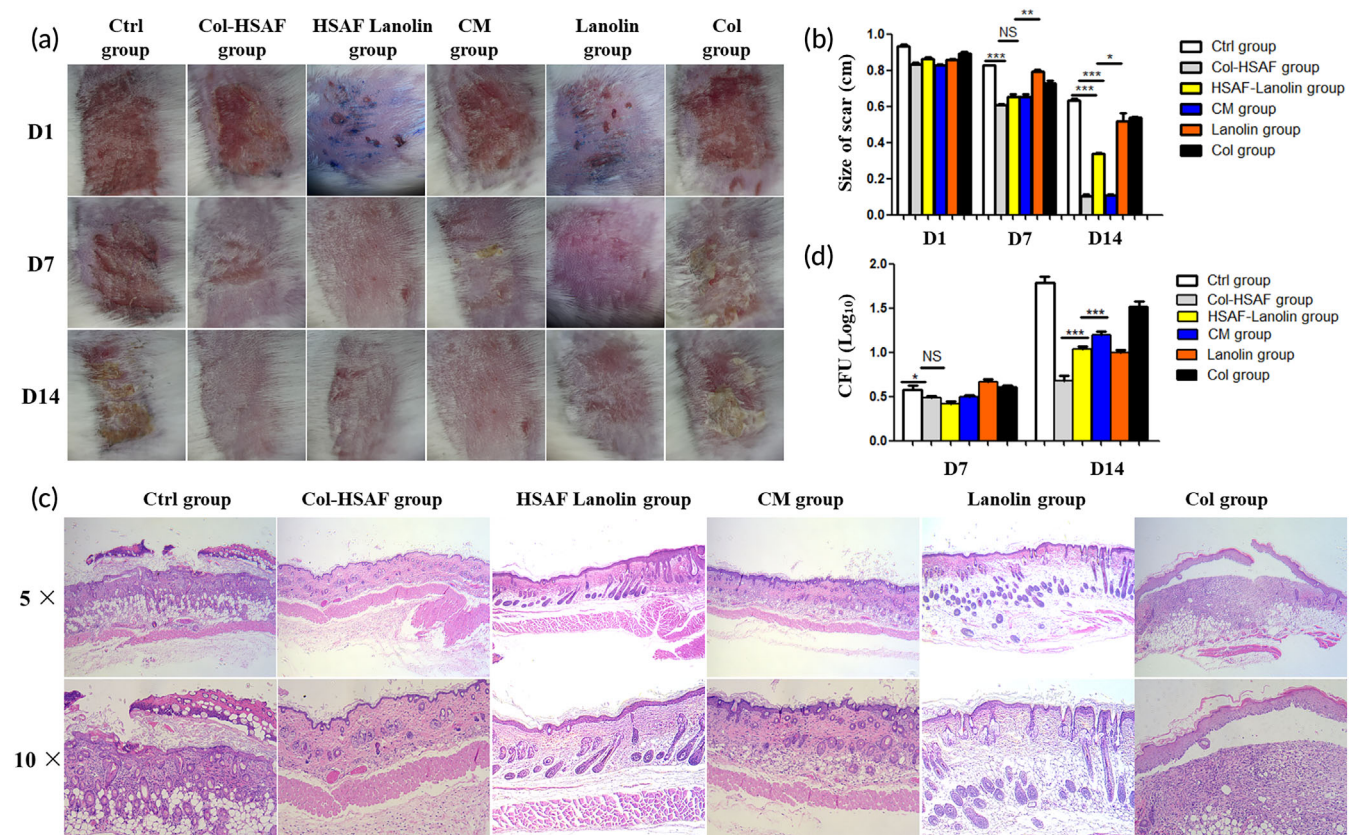 (a)
Ctrl group
Col-HSAF group
HSAF Lanolin group
CM group
Lanolin group
Col group
D1
D7
D14
(b)
Size of scar (cm)
1.0
0.8
0.6
0.4
0.2
0.0
***
NS
**
***
***
*
D1 D7 D14
Ctrl group
Col-HSAF group
HSAF-Lanolin group
CM group
Lanolin group
Col group
(d)
CFU (Log₁₀)
2.0
1.5
1.0
0.5
0.0
*
NS
***
***
D7 D14
Ctrl group
Col-HSAF group
HSAF-Lanolin group
CM group
Lanolin group
Col group
(c)
Ctrl group Col-HSAF group HSAF Lanolin group CM group Lanolin group Col group
5 ×
10 ×